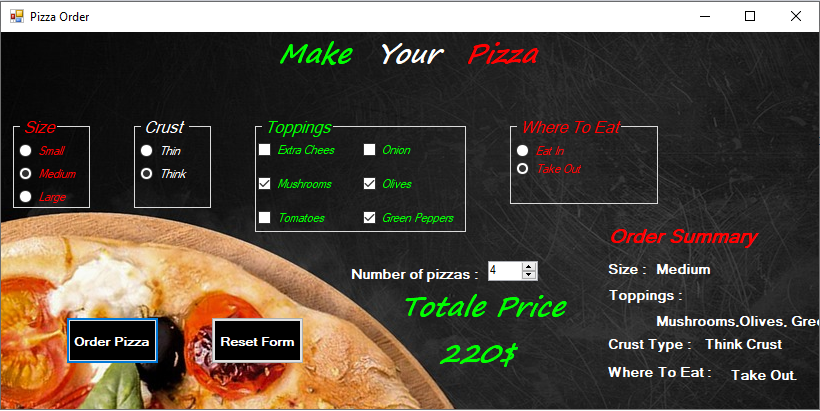 Pizza Order
Make Your Pizza
Size
Small
Medium
Large
Crust
Thin
Think
Toppings
Extra Chees
Onion
Mushrooms
Olives
Tomatoes
Green Peppers
Where To Eat
Eat In
Take Out
Number of pizzas : 4
Totale Price
220$
Order Pizza
Reset Form
Order Summary
Size : Medium
Toppings :
Mushrooms,Olives, Gree
Crust Type : Think Crust
Where To Eat : Take Out.